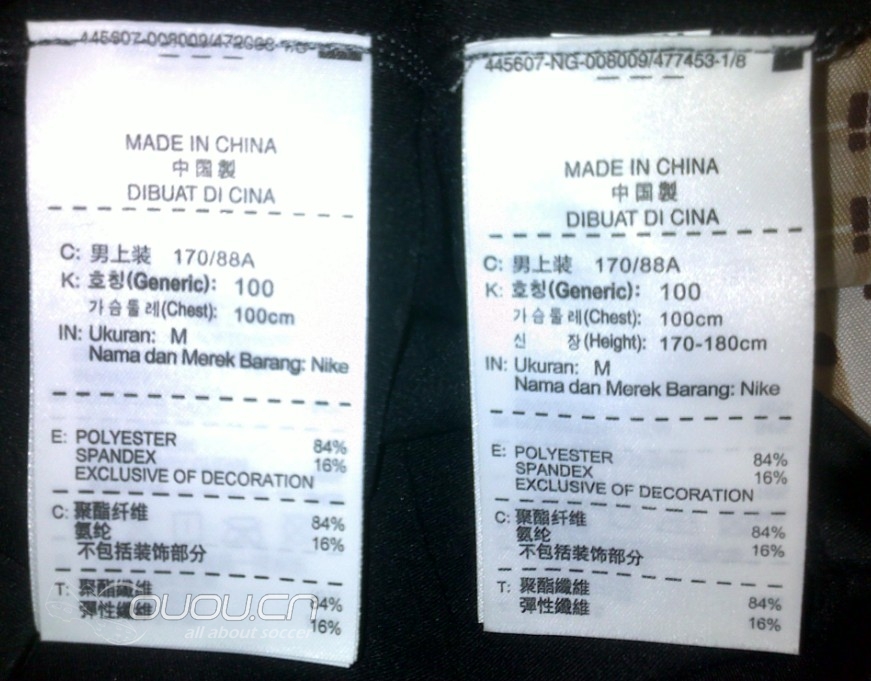 MADE IN CHINA
中国製
DIBUAT DI CINA
C: 男上装 170/88A
K: 호칭(Generic): 100
가슴둘레(Chest): 100cm
IN: Ukuran: M
Nama dan Merek Barang: Nike
E: POLYESTER 84%
SPANDEX 16%
EXCLUSIVE OF DECORATION
C: 聚酯纤维 84%
氨纶 16%
不包括装饰部分
T: 聚酯纖維 84%
彈性纖維 16%
ouou.cn
all about soccer
445607-NG-008009/477453-1/8
MADE IN CHINA
中国製
DIBUAT DI CINA
C: 男上装 170/88A
K: 호칭(Generic): 100
가슴둘레(Chest): 100cm
신 장(Height): 170-180cm
IN: Ukuran: M
Nama dan Merek Barang: Nike
E: POLYESTER 84%
SPANDEX 16%
EXCLUSIVE OF DECORATION
C: 聚酯纤维 84%
氨纶 16%
不包括装饰部分
T: 聚酯纖維 84%
彈性纖維 16%